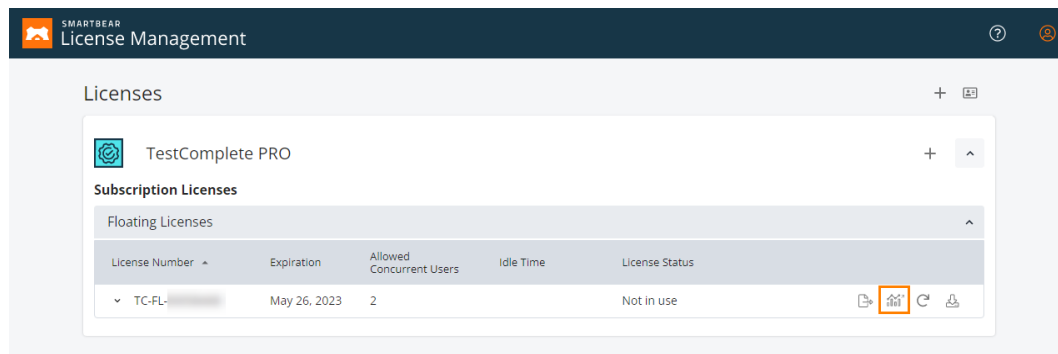 SMARTBEAR
License Management
Licenses
TestComplete PRO
Subscription Licenses
Floating Licenses
License Number Expiration Allowed Concurrent Users Idle Time License Status
TC-FL- May 26, 2023 2 Not in use